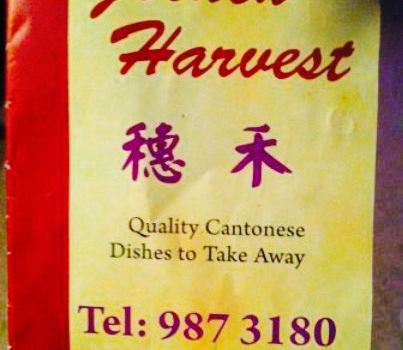 Harvest
穗 禾
Quality Cantonese
Dishes to Take Away
Tel: 987 3180